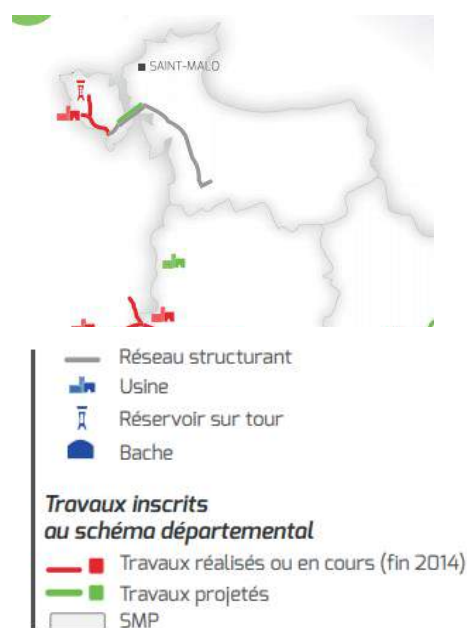 SAINT-MALO
Réseau structurant
Usine
Réservoir sur tour
Bache
Travaux inscrits
au schéma départemental
Travaux réalisés ou en cours (fin 2014)
Travaux projetés
SMP